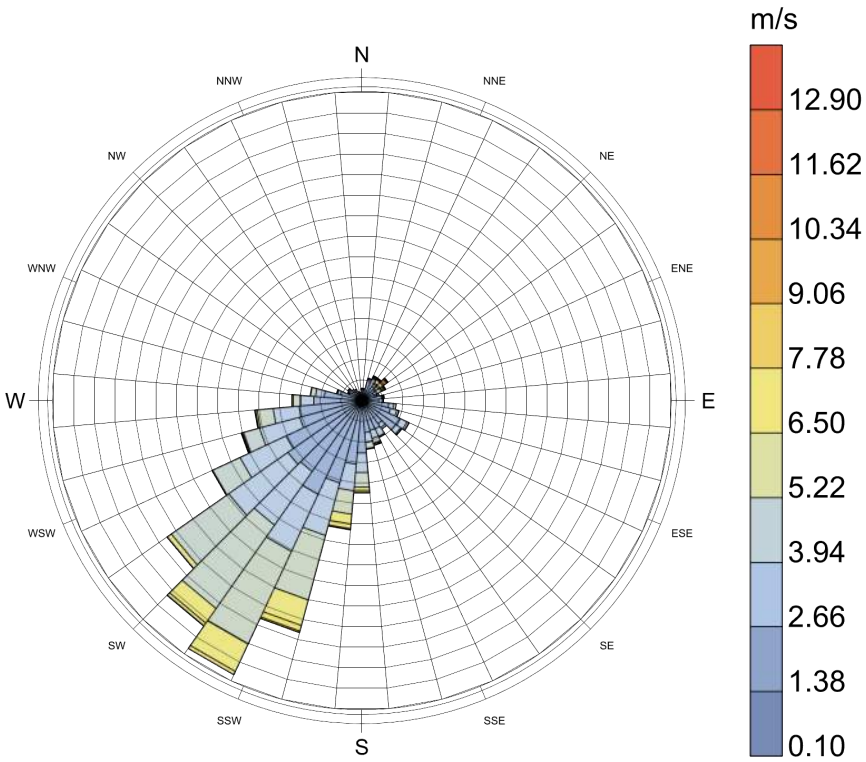 m/s
N
NNW
NNE
NW
NE
WNW
ENE
W
E
WSW
ESE
SW
SE
SSW
SSE
S
12.90
11.62
10.34
9.06
7.78
6.50
5.22
3.94
2.66
1.38
0.10